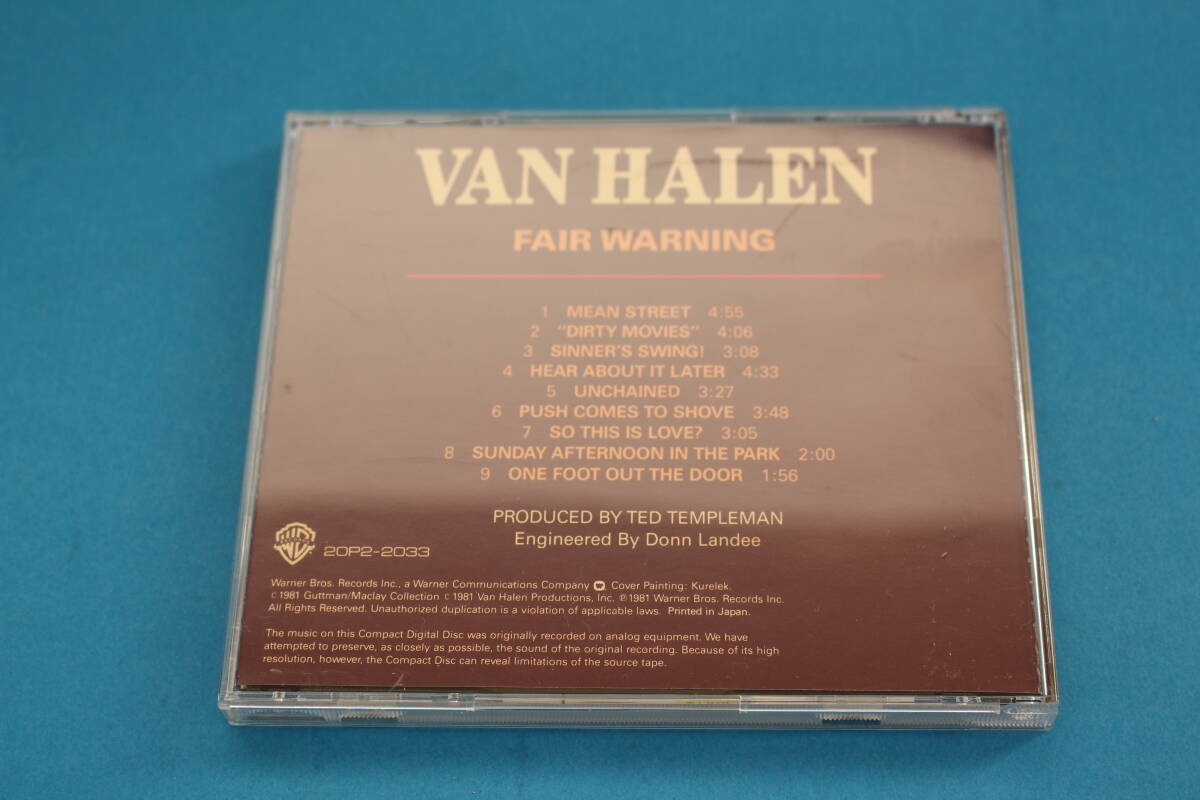 VAN HALEN
FAIR WARNING
1 MEAN STREET 4:55
2 "DIRTY MOVIES" 4:06
3 SINNER'S SWING! 3:08
4 HEAR ABOUT IT LATER 4:33
5 UNCHAINED 3:27
6 PUSH COMES TO SHOVE 3:48
7 SO THIS IS LOVE? 3:05
8 SUNDAY AFTERNOON IN THE PARK 2:00
9 ONE FOOT OUT THE DOOR 1:56
PRODUCED BY TED TEMPLEMAN
Engineered By Donn Landee
20P2-2033
Warner Bros. Records Inc., a Warner Communications Company Cover Painting: Kurelek.
© 1981 Guttman/Maclay Collection © 1981 Van Halen Productions, Inc. ℗ 1981 Warner Bros. Records Inc.
All Rights Reserved. Unauthorized duplication is a violation of applicable laws. Printed in Japan.
The music on this Compact Digital Disc was originally recorded on analog equipment. We have
attempted to preserve, as closely as possible, the sound of the original recording. Because of its high
resolution, however, the Compact Disc can reveal limitations of the source tape.